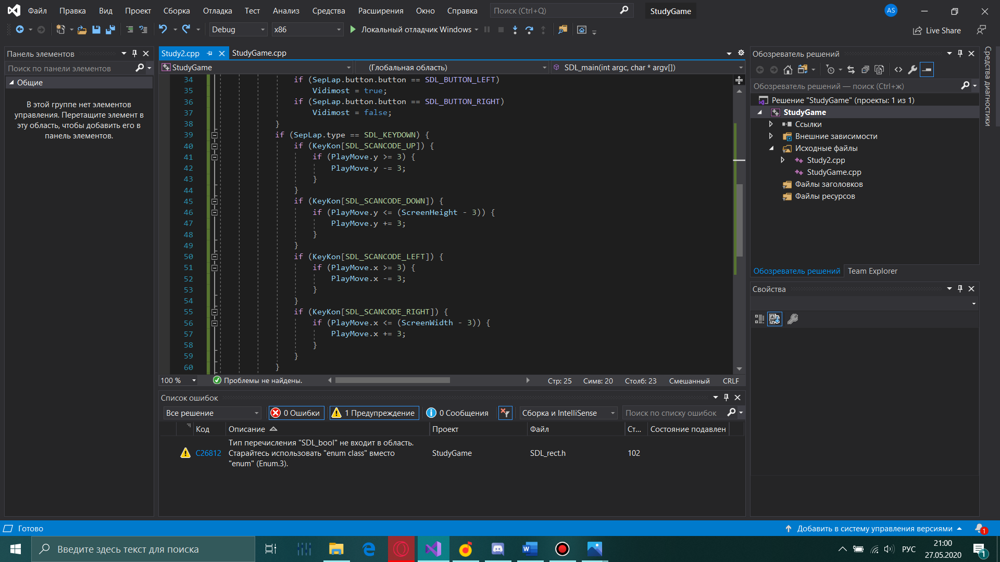 Файл Правка Вид Проект Сборка Отладка Тест Анализ Средства Расширения Окно Справка Поиск (Ctrl+Q) StudyGame AS
Debug x86 Локальный отладчик Windows Live Share
Панель элементов
Поиск по панели элементов
Общие
В этой группе нет элементов
управления. Перетащите элемент в
эту область, чтобы добавить его в
панель элементов.
Study2.cpp StudyGame.cpp
StudyGame (Глобальная область) SDL_main(int argc, char * argv[])
34 if (SepLap.button.button == SDL_BUTTON_LEFT)
35 Vidimost = true;
36 if (SepLap.button.button == SDL_BUTTON_RIGHT)
37 Vidimost = false;
38 }
39 if (SepLap.type == SDL_KEYDOWN) {
40 if (KeyKon[SDL_SCANCODE_UP]) {
41 if (PlayMove.y >= 3) {
42 PlayMove.y -= 3;
43 }
44 }
45 if (KeyKon[SDL_SCANCODE_DOWN]) {
46 if (PlayMove.y <= (ScreenHeight - 3)) {
47 PlayMove.y += 3;
48 }
49 }
50 if (KeyKon[SDL_SCANCODE_LEFT]) {
51 if (PlayMove.x >= 3) {
52 PlayMove.x -= 3;
53 }
54 }
55 if (KeyKon[SDL_SCANCODE_RIGHT]) {
56 if (PlayMove.x <= (ScreenWidth - 3)) {
57 PlayMove.x += 3;
58 }
59 }
60 }
100 % Проблемы не найдены. Стр: 25 Симв: 20 Столб: 23 Смешанный CRLF
Список ошибок
Все решение 0 Ошибки 1 Предупреждение 0 Сообщения Сборка и IntelliSense Поиск по списку ошибок
Код Описание Проект Файл Ст... Состояние подавлен
C26812 Тип перечисления "SDL_bool" не входит в область.
Старайтесь использовать "enum class" вместо
"enum" (Enum.3). StudyGame SDL_rect.h 102
Обозреватель решений
Обозреватель решений — поиск (Ctrl+ж)
Решение "StudyGame" (проекты: 1 из 1)
StudyGame
Ссылки
Внешние зависимости
Исходные файлы
Study2.cpp
StudyGame.cpp
Файлы заголовков
Файлы ресурсов
Обозреватель решений Team Explorer
Свойства
Средства диагностики
Готово Добавить в систему управления версиями 1
Введите здесь текст для поиска РУС 21:00
27.05.2020 1